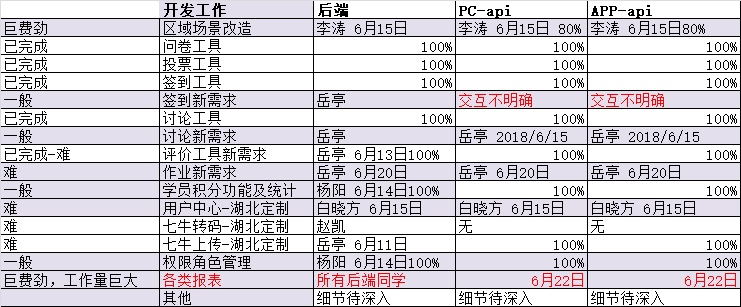 开发工作 后端 PC-api APP-api
巨费劲 区域场景改造 李涛 6月15日 李涛 6月15日 80% 李涛 6月15日80%
已完成 问卷工具 100% 100% 100%
已完成 投票工具 100% 100% 100%
已完成 签到工具 100% 100% 100%
一般 签到新需求 岳亭 交互不明确 交互不明确
已完成 讨论工具 100% 100% 100%
一般 讨论新需求 岳亭 岳亭 2018/6/15 岳亭 2018/6/15
已完成-难 评价工具新需求 岳亭 6月13日100% 100% 100%
难 作业新需求 岳亭 6月20日 岳亭 6月20日 岳亭 6月20日
一般 学员积分功能及统计 杨阳 6月14日100% 100% 100%
难 用户中心-湖北定制 白晓方 6月15日 白晓方 6月15日 白晓方 6月15日
难 七牛转码-湖北定制 赵凯 无 无
难 七牛上传-湖北定制 岳亭 6月11日 100% 100%
一般 权限角色管理 杨阳 6月14日100% 100% 100%
巨费劲，工作量巨大 各类报表 所有后端同学 6月22日 6月22日
其他 细节待深入 细节待深入 细节待深入